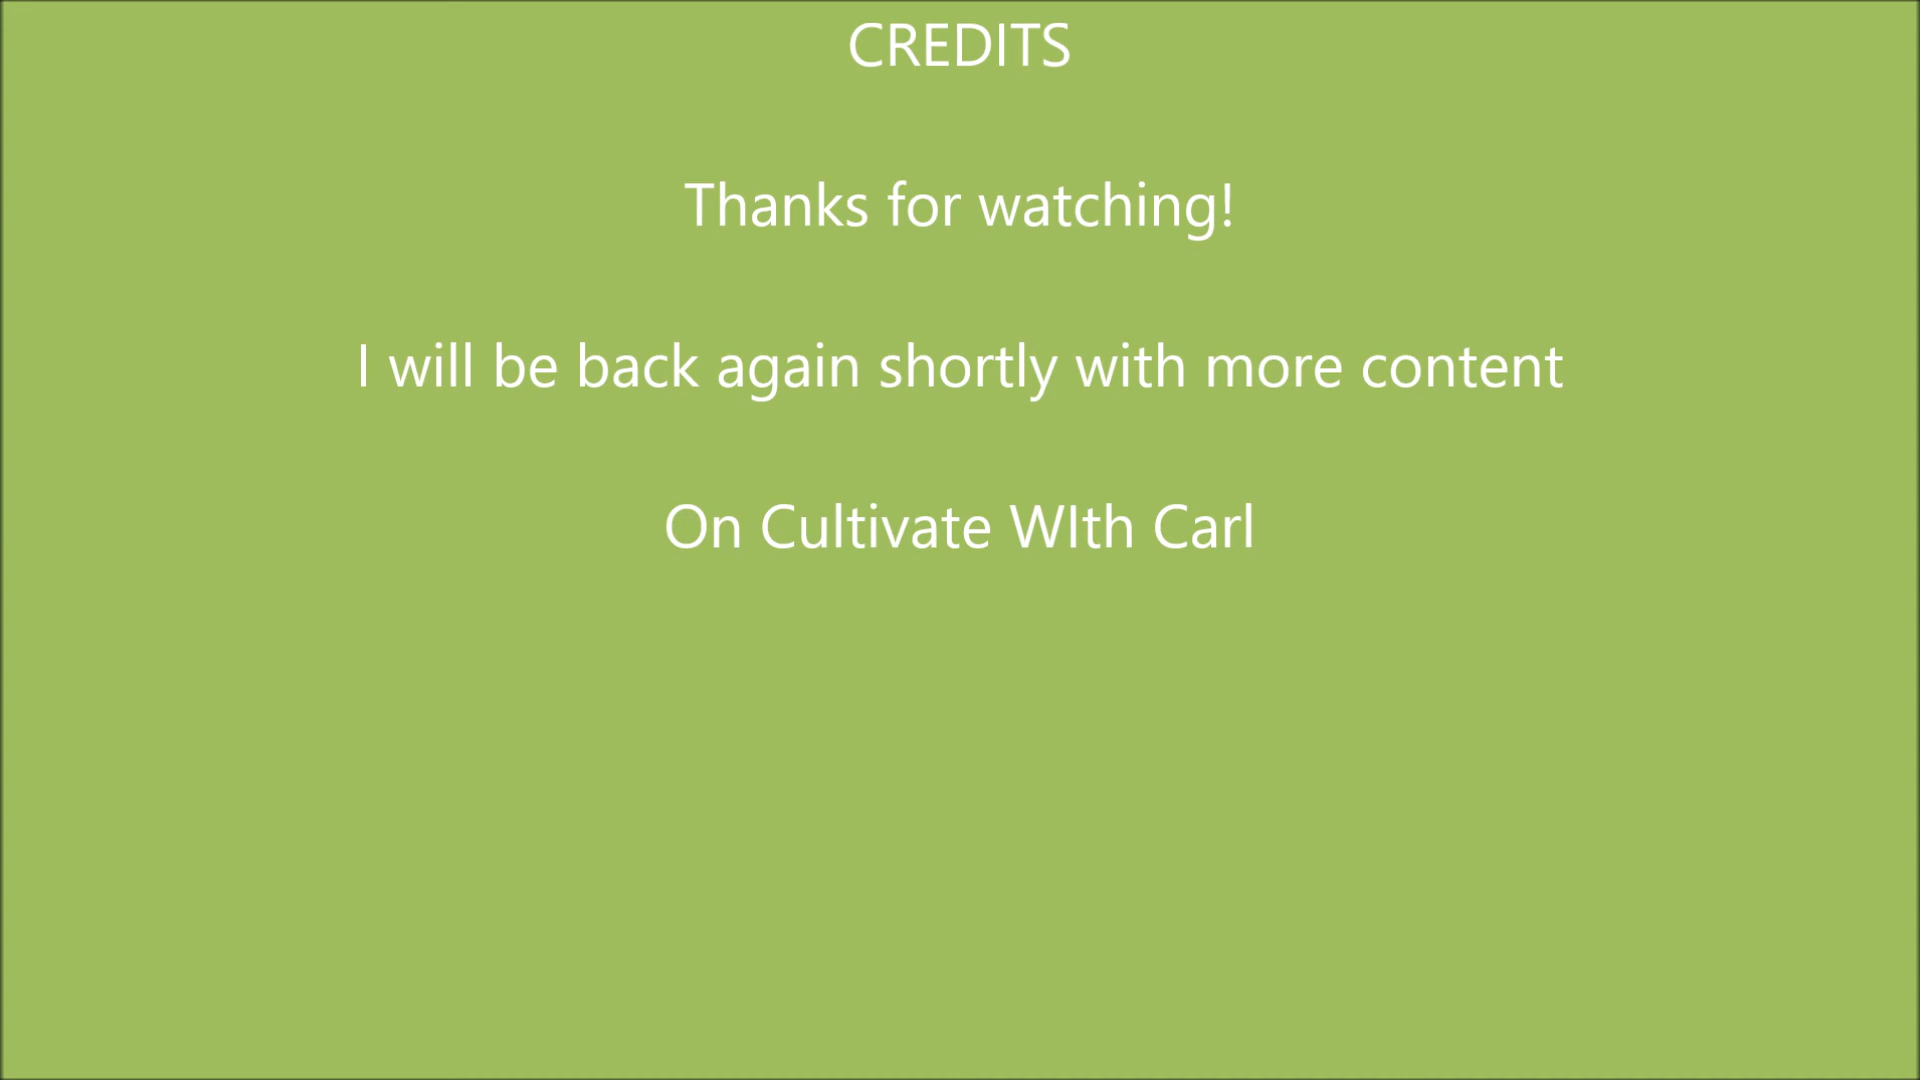 CREDITS
Thanks for watching!
I will be back again shortly with more content
On Cultivate WIth Carl